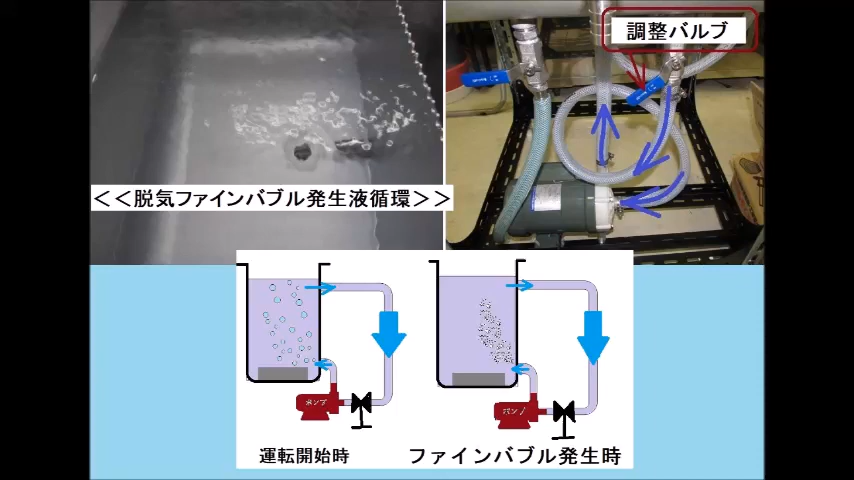 調整バルブ
<<脱気ファインバブル発生液循環>>
ポンプ
ポンプ
運転開始時
ファインバブル発生時